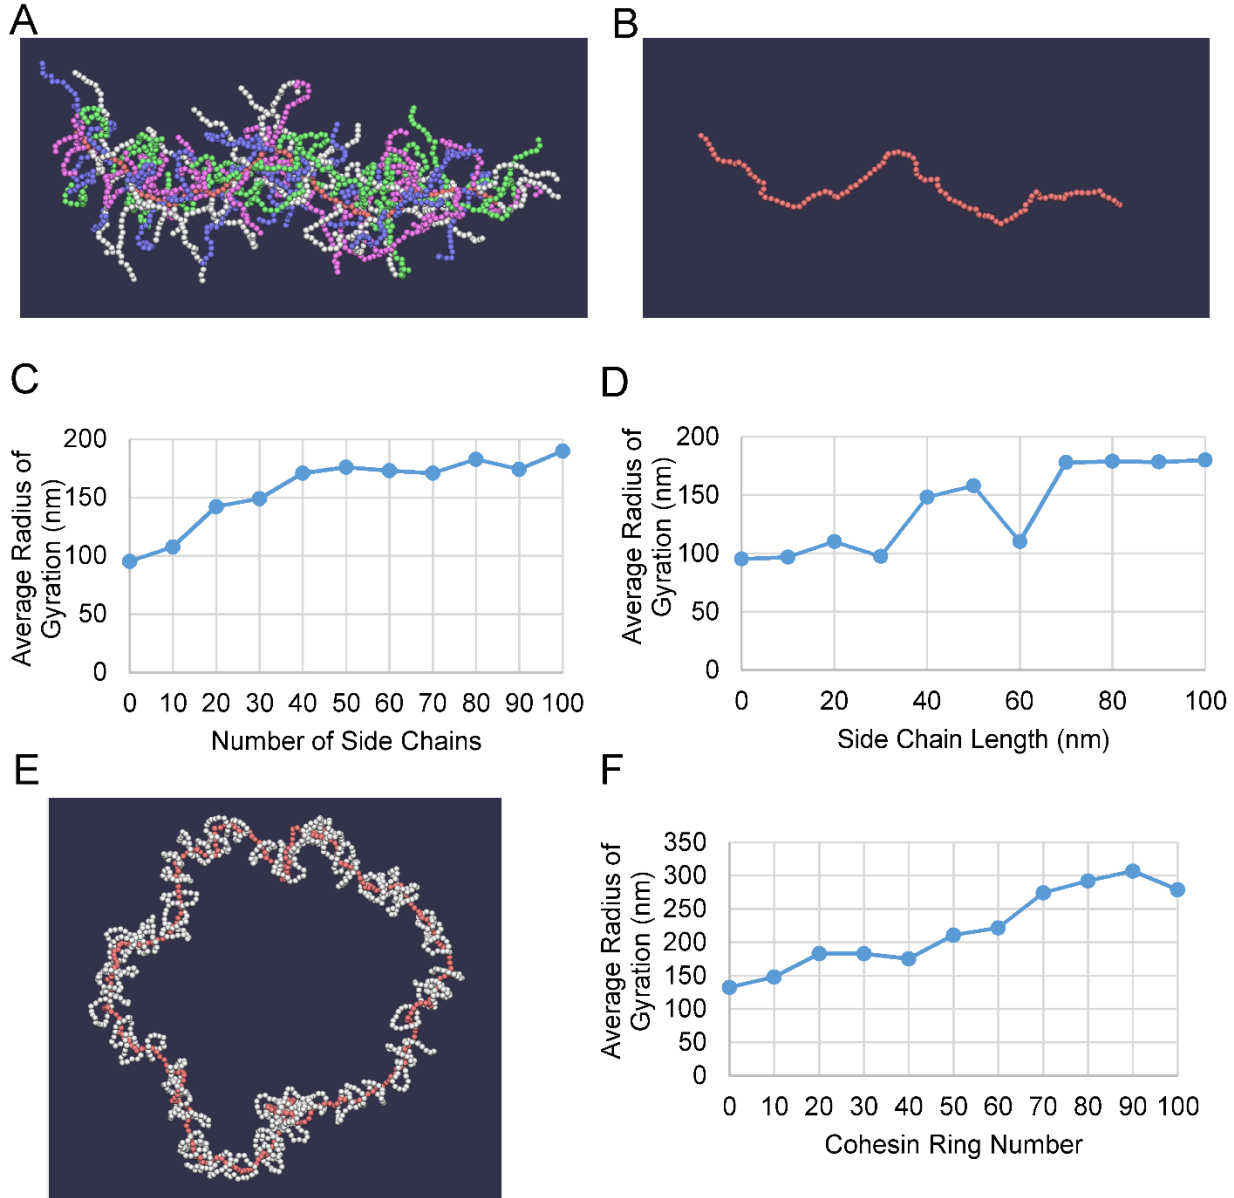 A
B
C
Average Radius of
Gyration (nm)
200
150
100
50
0
0 10 20 30 40 50 60 70 80 90 100
Number of Side Chains
D
Average Radius of
Gyration (nm)
200
150
100
50
0
0 20 40 60 80 100
Side Chain Length (nm)
E
F
Average Radius of
Gyration (nm)
350
300
250
200
150
100
50
0
0 10 20 30 40 50 60 70 80 90 100
Cohesin Ring Number